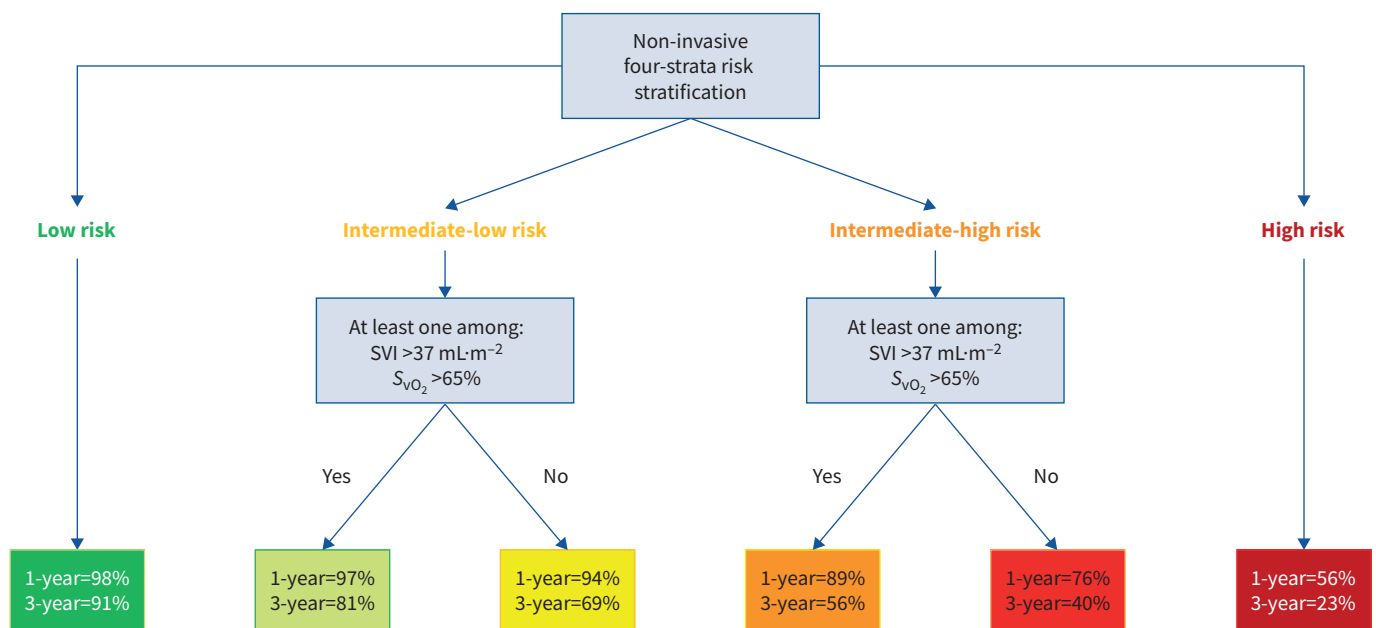 Non-invasive
four-strata risk
stratification
Low risk
Intermediate-low risk
Intermediate-high risk
High risk
At least one among:
SVI >37 mL·m⁻²
SvO₂ >65%
At least one among:
SVI >37 mL·m⁻²
SvO₂ >65%
Yes
No
Yes
No
1-year=98%
3-year=91%
1-year=97%
3-year=81%
1-year=94%
3-year=69%
1-year=89%
3-year=56%
1-year=76%
3-year=40%
1-year=56%
3-year=23%